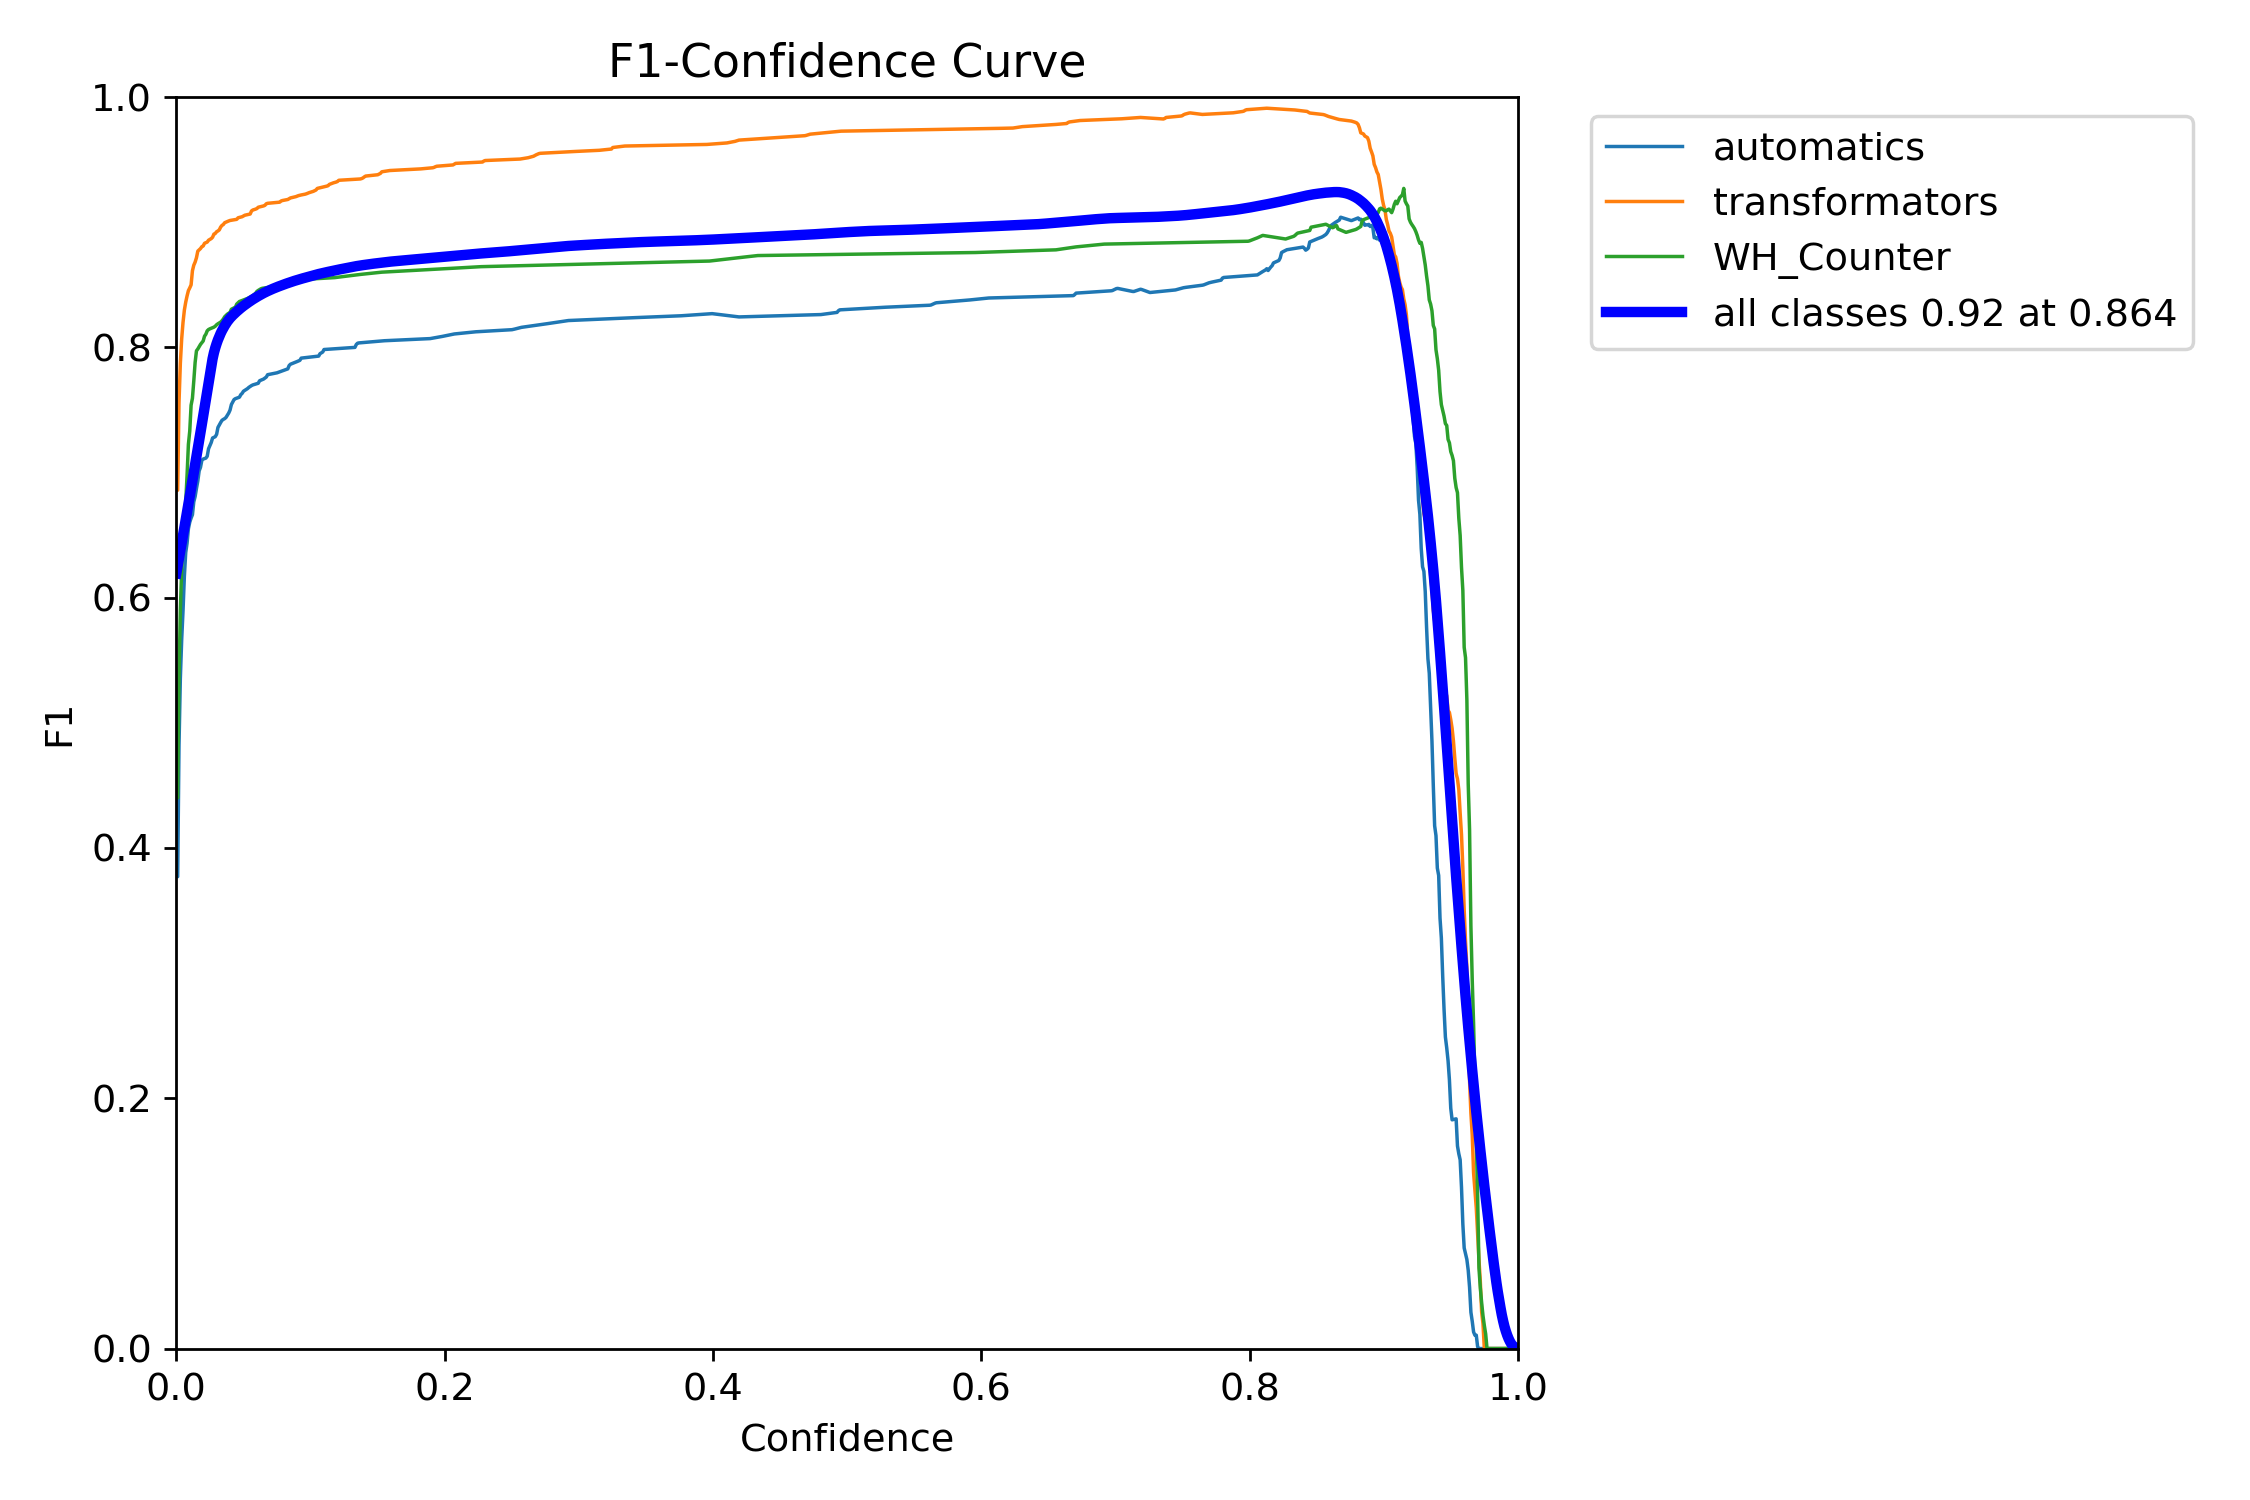 F1-Confidence Curve
1.0
0.8
0.6
0.4
0.2
0.0
F1
0.0 0.2 0.4 0.6 0.8 1.0
Confidence
automatics
transformators
WH_Counter
all classes 0.92 at 0.864